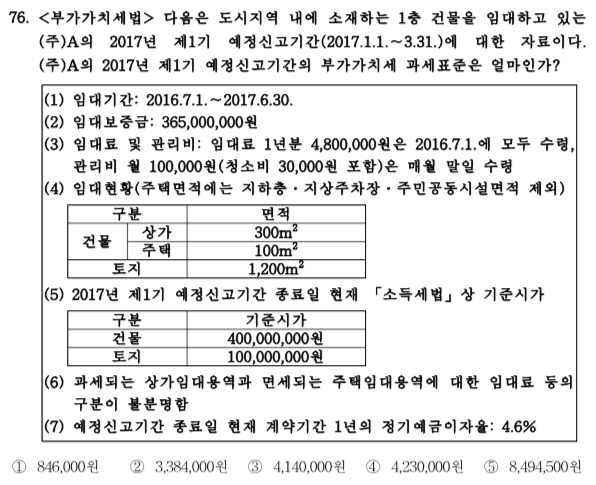 76. <부가가치세법> 다음은 도시지역 내에 소재하는 1층 건물을 임대하고 있는
(주)A의 2017년 제1기 예정신고기간(2017.1.1.~3.31.)에 대한 자료이다.
(주)A의 2017년 제1기 예정신고기간의 부가가치세 과세표준은 얼마인가?
(1) 임대기간: 2016.7.1.~2017.6.30.
(2) 임대보증금: 365,000,000원
(3) 임대료 및 관리비: 임대료 1년분 4,800,000원은 2016.7.1.에 모두 수령,
관리비 월 100,000원(청소비 30,000원 포함)은 매월 말일 수령
(4) 임대현황(주택면적에는 지하층·지상주차장·주민공동시설면적 제외)
구분 면적
건물 상가 300m²
주택 100m²
토지 1,200m²
(5) 2017년 제1기 예정신고기간 종료일 현재 「소득세법」상 기준시가
구분 기준시가
건물 400,000,000원
토지 100,000,000원
(6) 과세되는 상가임대용역과 면세되는 주택임대용역에 대한 임대료 등의
구분이 불분명함
(7) 예정신고기간 종료일 현재 계약기간 1년의 정기예금이자율: 4.6%
① 846,000원 ② 3,384,000원 ③ 4,140,000원 ④ 4,230,000원 ⑤ 8,494,500원